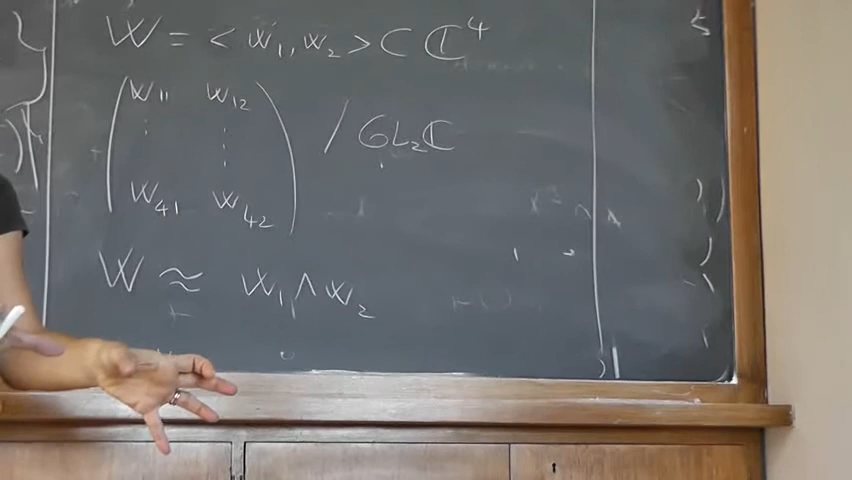 W = < w₁, w₂ > ⊂ ℂ⁴
( w₁₁ w₁₂
⋮ ⋮
w₄₁ w₄₂ ) / GL₂ℂ
W ≈ w₁ ∧ w₂